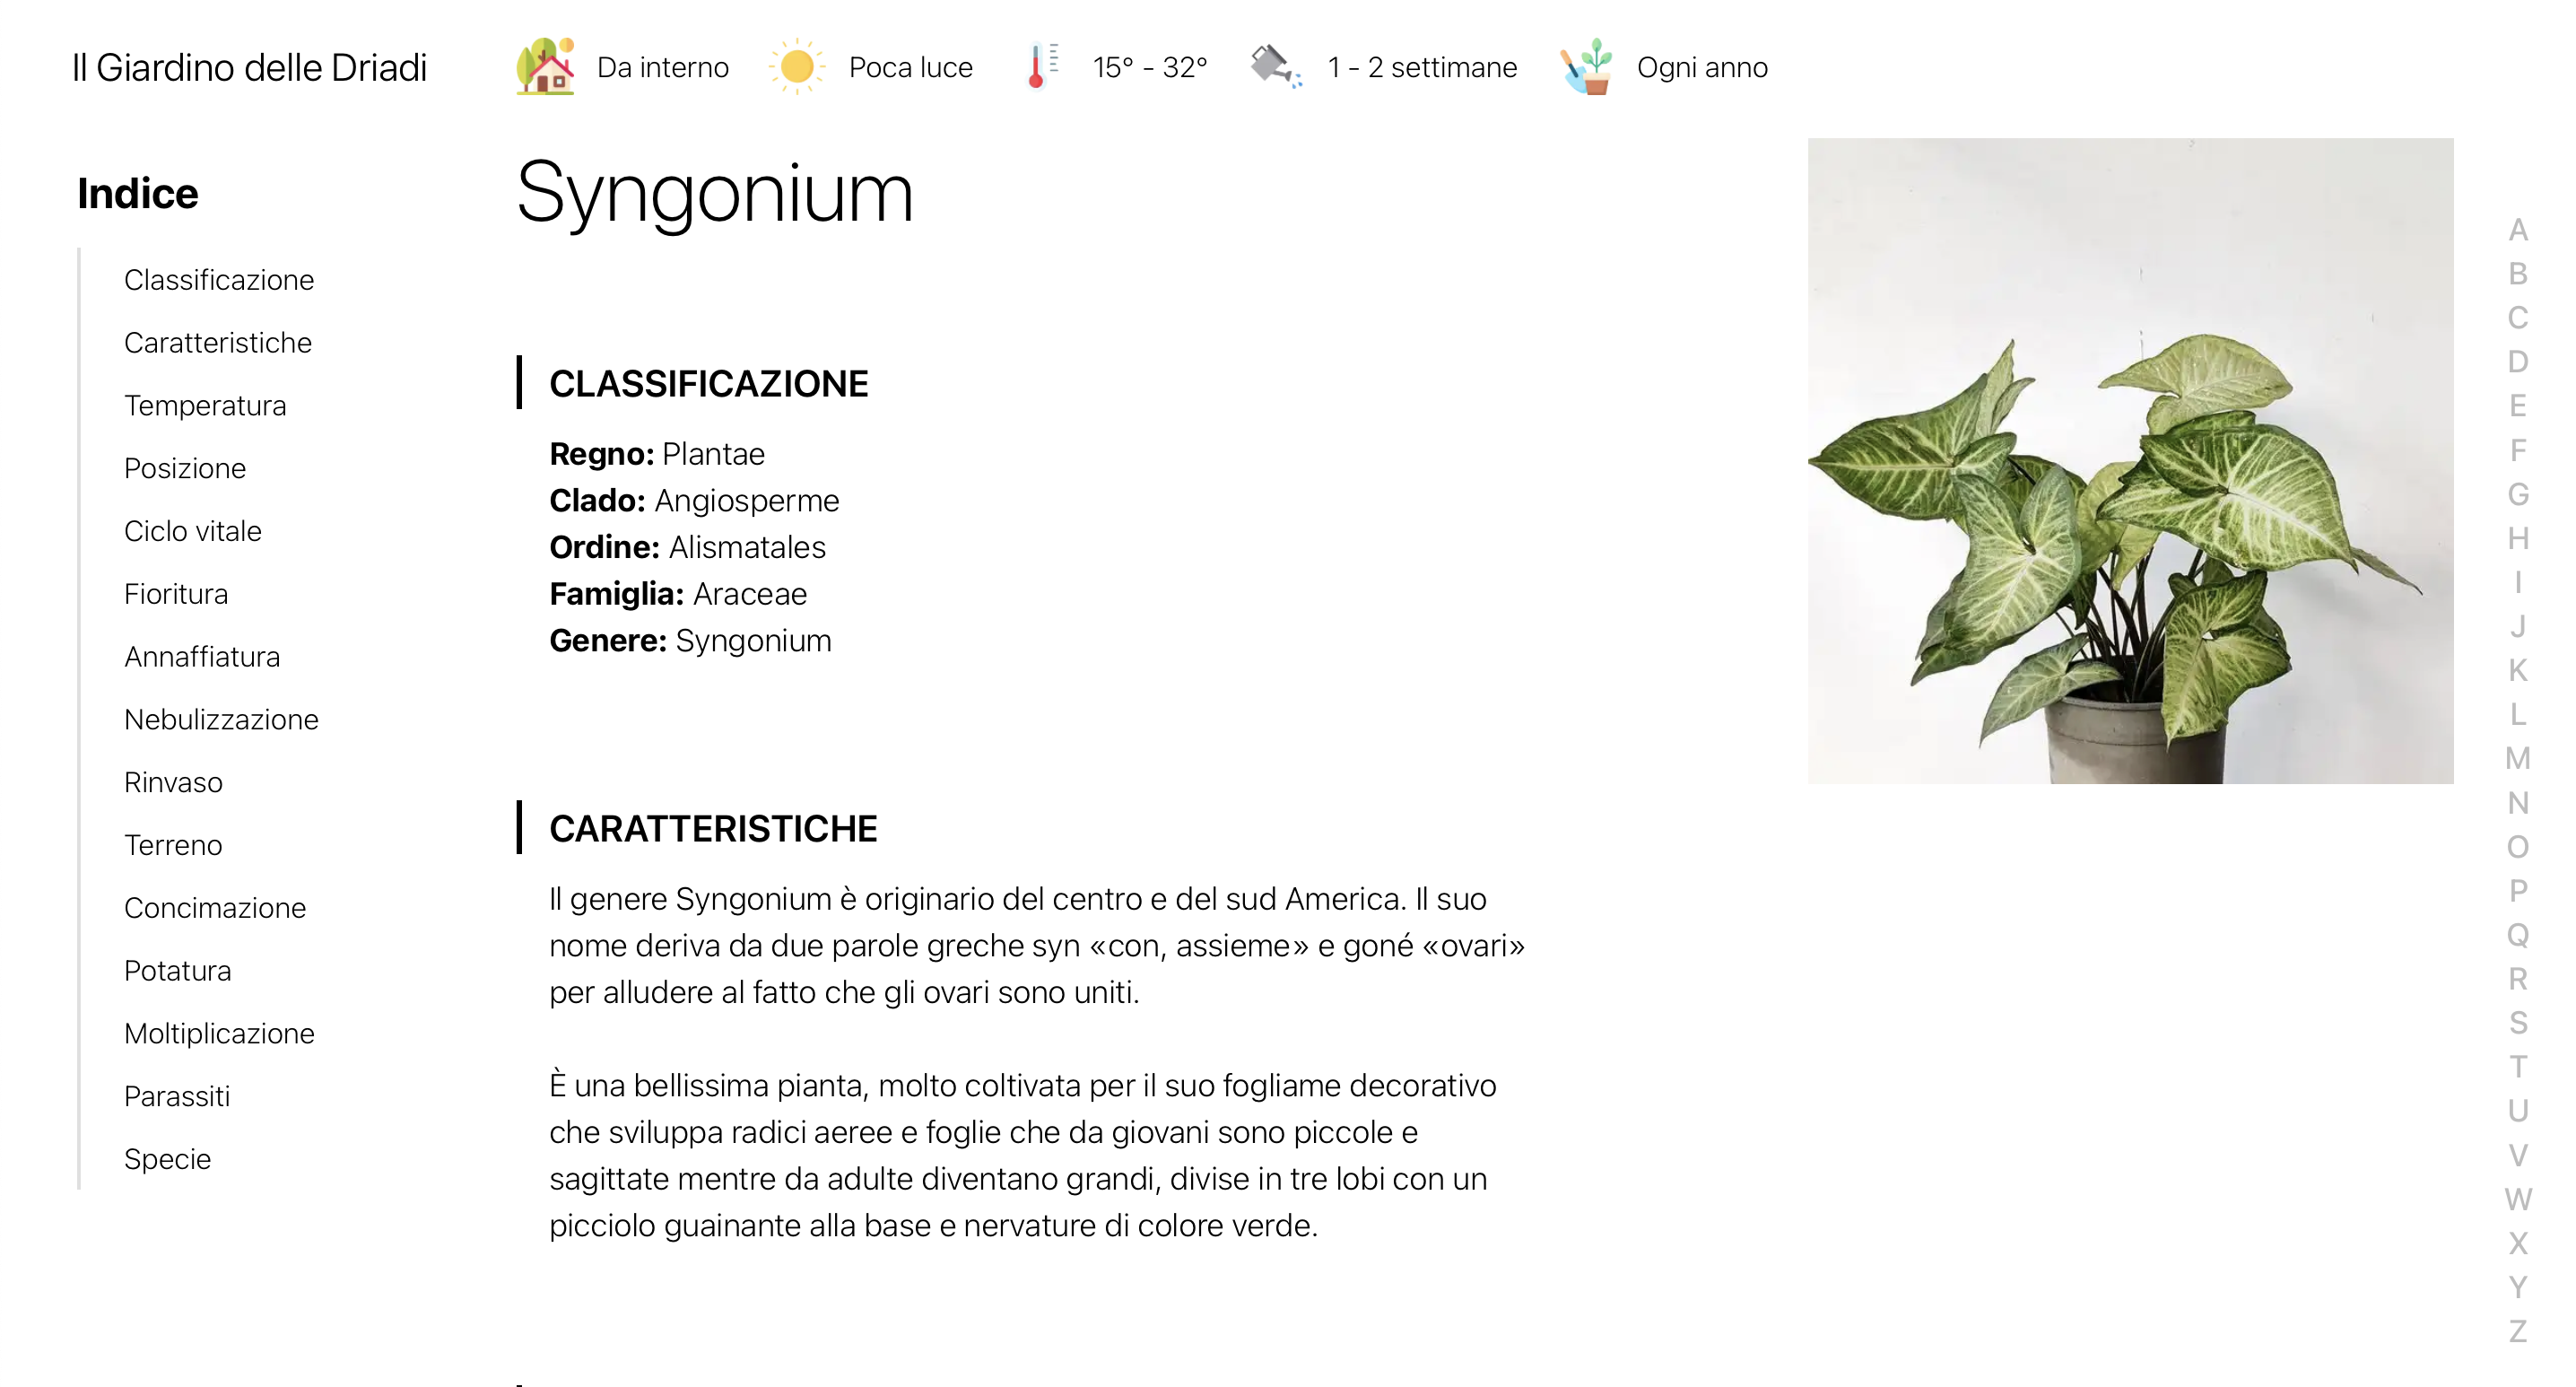 Il Giardino delle Driadi
Da interno
Poca luce
15° - 32°
1 - 2 settimane
Ogni anno
Indice
Classificazione
Caratteristiche
Temperatura
Posizione
Ciclo vitale
Fioritura
Annaffiatura
Nebulizzazione
Rinvaso
Terreno
Concimazione
Potatura
Moltiplicazione
Parassiti
Specie
Syngonium
CLASSIFICAZIONE
Regno: Plantae
Clado: Angiosperme
Ordine: Alismatales
Famiglia: Araceae
Genere: Syngonium
CARATTERISTICHE
Il genere Syngonium è originario del centro e del sud America. Il suo
nome deriva da due parole greche syn «con, assieme» e goné «ovari»
per alludere al fatto che gli ovari sono uniti.
È una bellissima pianta, molto coltivata per il suo fogliame decorativo
che sviluppa radici aeree e foglie che da giovani sono piccole e
sagittate mentre da adulte diventano grandi, divise in tre lobi con un
picciolo guainante alla base e nervature di colore verde.
A
B
C
D
E
F
G
H
I
J
K
L
M
N
O
P
Q
R
S
T
U
V
W
X
Y
Z